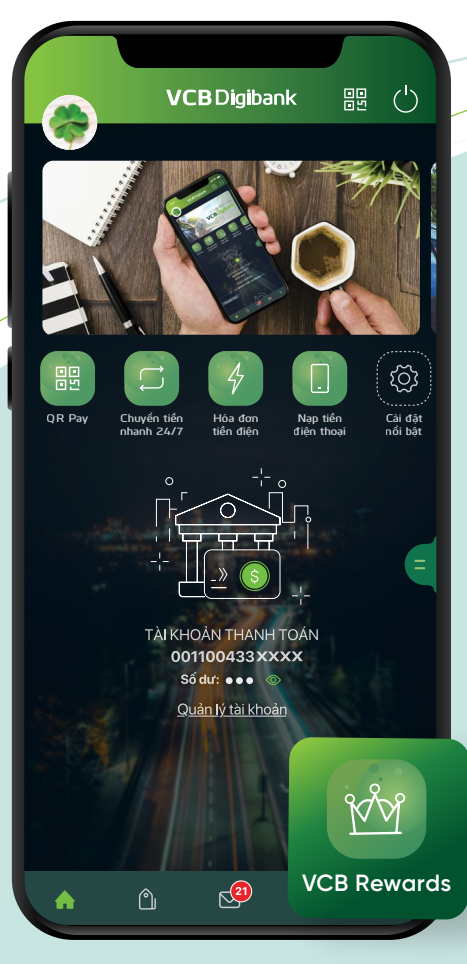 VCB Digibank
QR Pay
Chuyển tiền
nhanh 24/7
Hóa đơn
tiền điện
Nạp tiền
điện thoại
Cài đặt
nổi bật
TÀI KHOẢN THANH TOÁN
001100433XXXX
Số dư: ●●●
Quản lý tài khoản
21
VCB Rewards